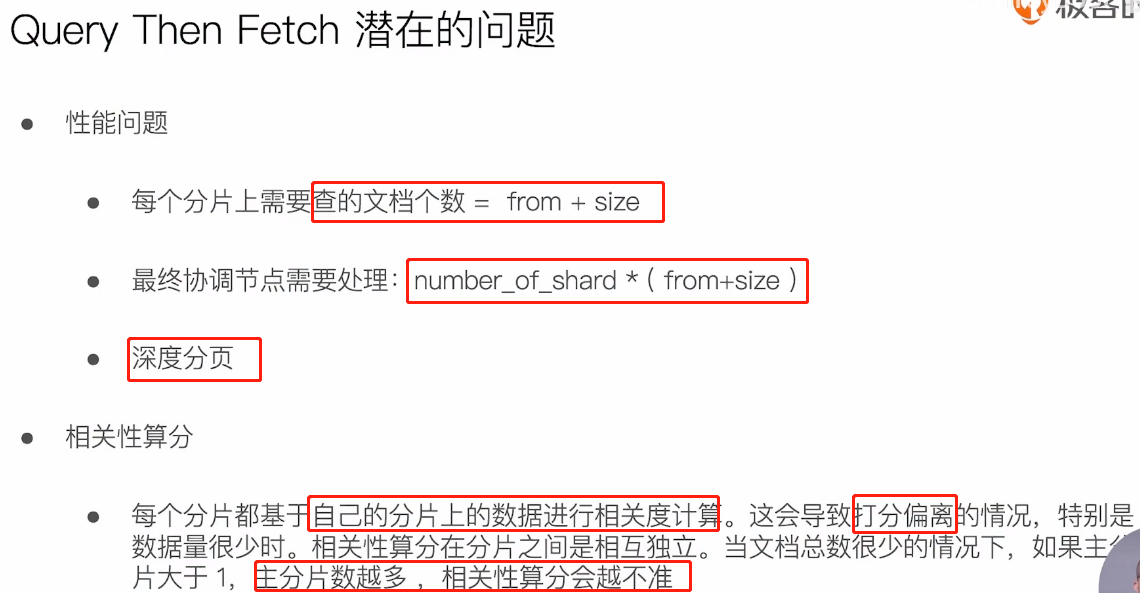 Query Then Fetch 潜在的问题
极客
性能问题
每个分片上需要查的文档个数 = from + size
最终协调节点需要处理：number_of_shard *（ from+size ）
深度分页
相关性算分
每个分片都基于自己的分片上的数据进行相关度计算。这会导致打分偏离的情况，特别是
数据量很少时。相关性算分在分片之间是相互独立。当文档总数很少的情况下，如果主分
片大于 1，主分片数越多 ，相关性算分会越不准